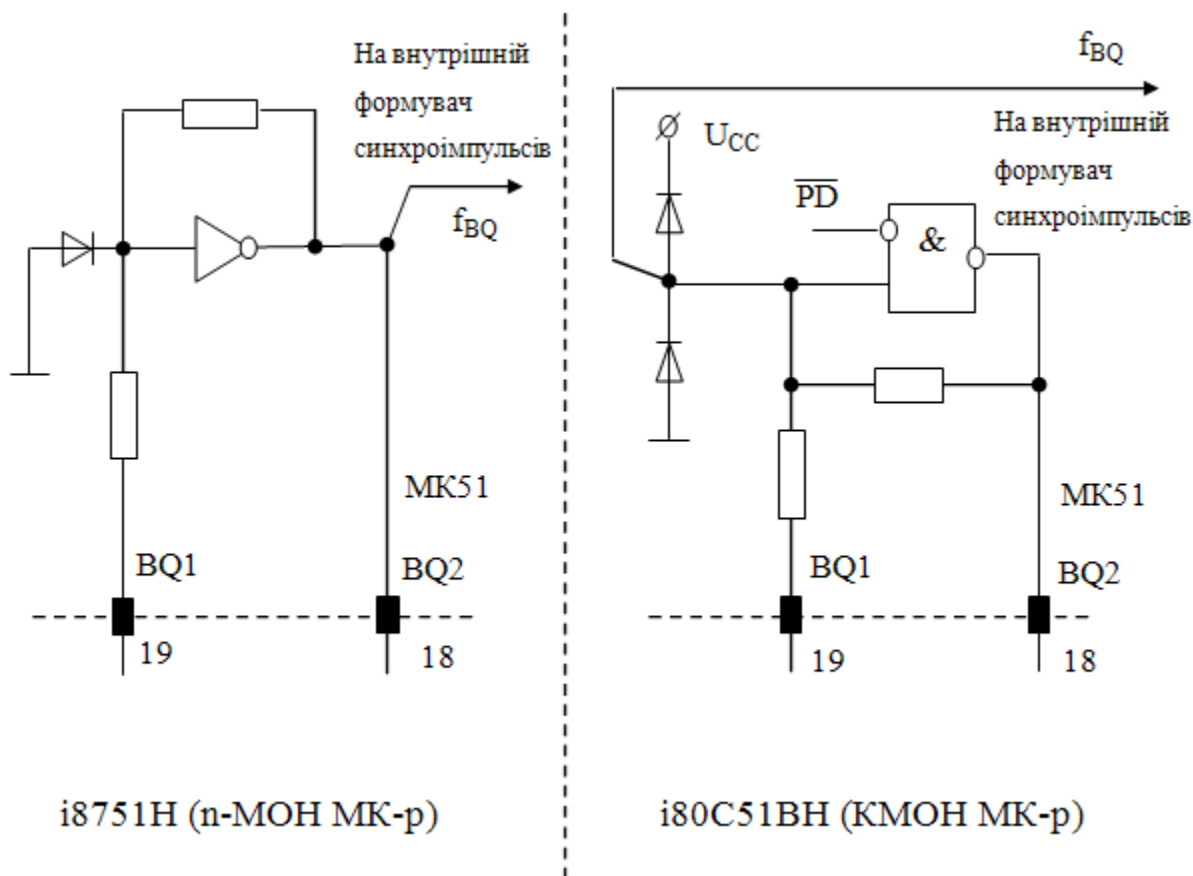 На внутрішній
формувач
синхроімпульсів
f_BQ
BQ1
МК51
BQ2
19
18
i8751H (n-МОН МК-р)
f_BQ
U_CC
На внутрішній
формувач
синхроімпульсів
P̅D̅
&
МК51
BQ1
BQ2
19
18
i80C51BH (КМОН МК-р)